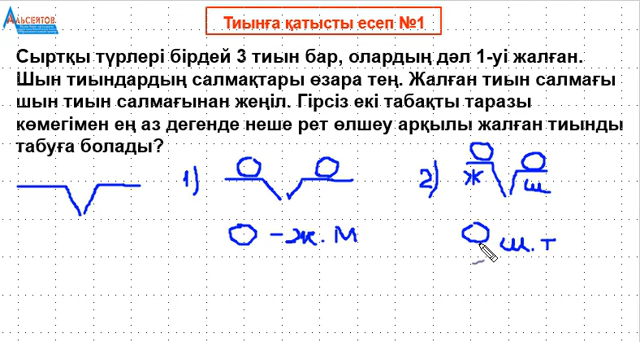 АЛЬСЕИТОВ
Тиынға қатысты есеп №1
Сыртқы түрлері бірдей 3 тиын бар, олардың дәл 1-уі жалған.
Шын тиындардың салмақтары өзара тең. Жалған тиын салмағы
шын тиын салмағынан жеңіл. Гірсіз екі табақты таразы
көмегімен ең аз дегенде неше рет өлшеу арқылы жалған тиынды
табуға болады?
1)
2) ж ш
- ж. м
ш. т